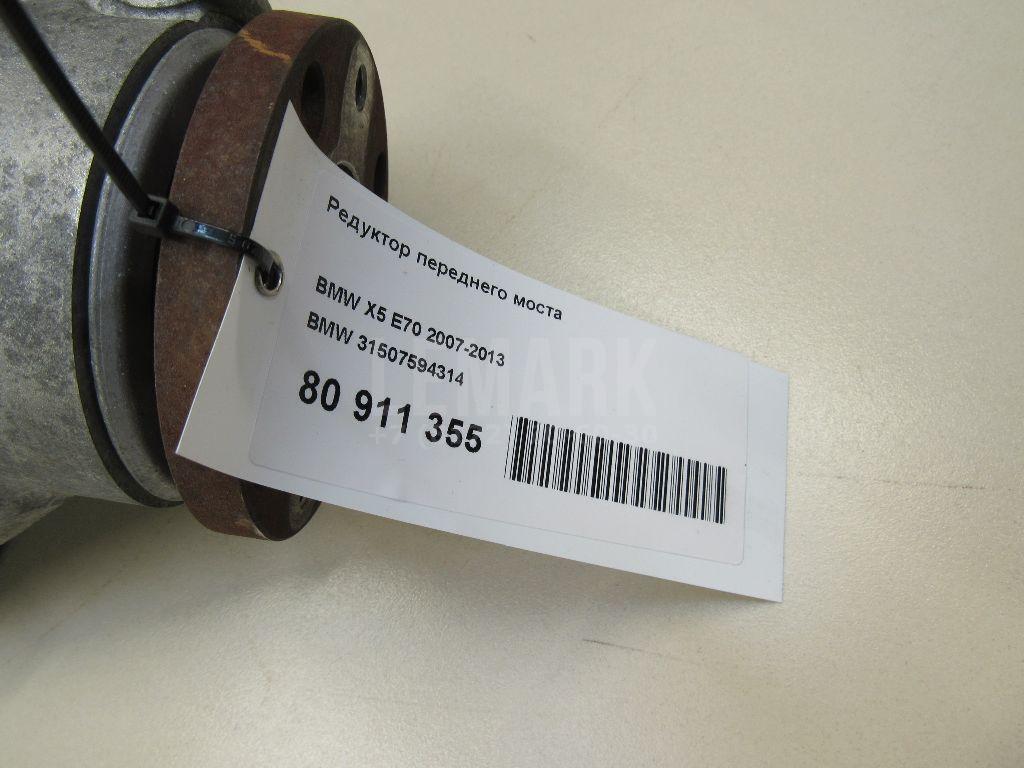 Редуктор переднего моста
BMW X5 E70 2007-2013
BMW 31507594314
80 911 355